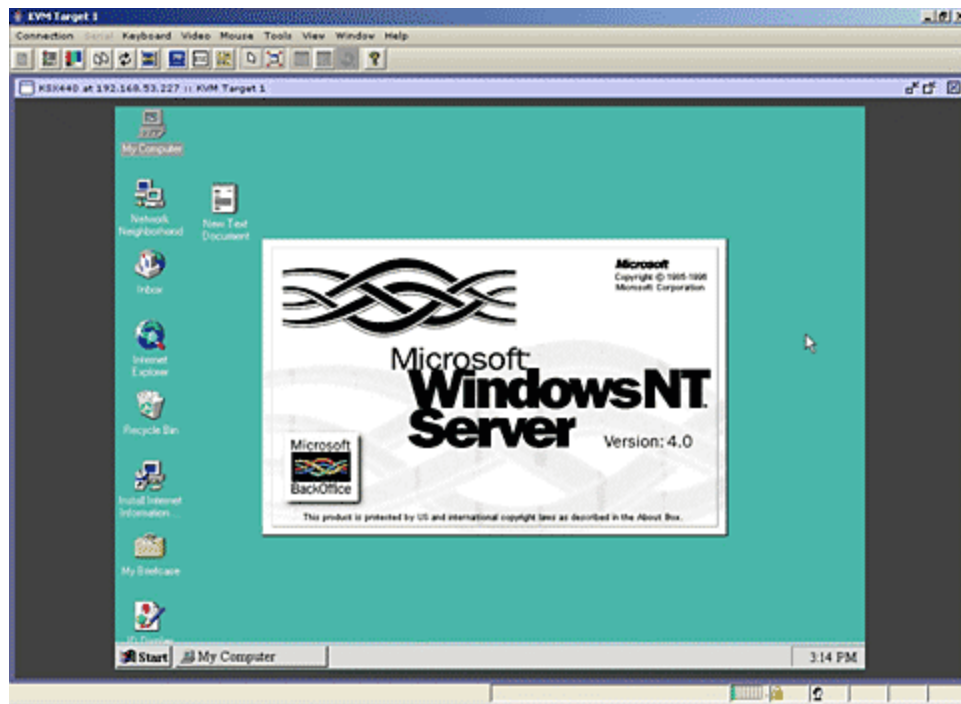 KVM Target 1
Connection Serial Keyboard Video Mouse Tools View Window Help
KSX440 at 192.168.53.227 :: KVM Target 1
My Computer
Network
Neighborhood
New Text
Document
Inbox
Internet
Explorer
Recycle Bin
Install Internet
Information ...
My Briefcase
Microsoft
Copyright © 1985-1996
Microsoft Corporation
Microsoft
WindowsNT
Server
Version: 4.0
Microsoft
BackOffice
This product is protected by US and international copyright laws as described in the About Box.
Start
My Computer
3:14 PM